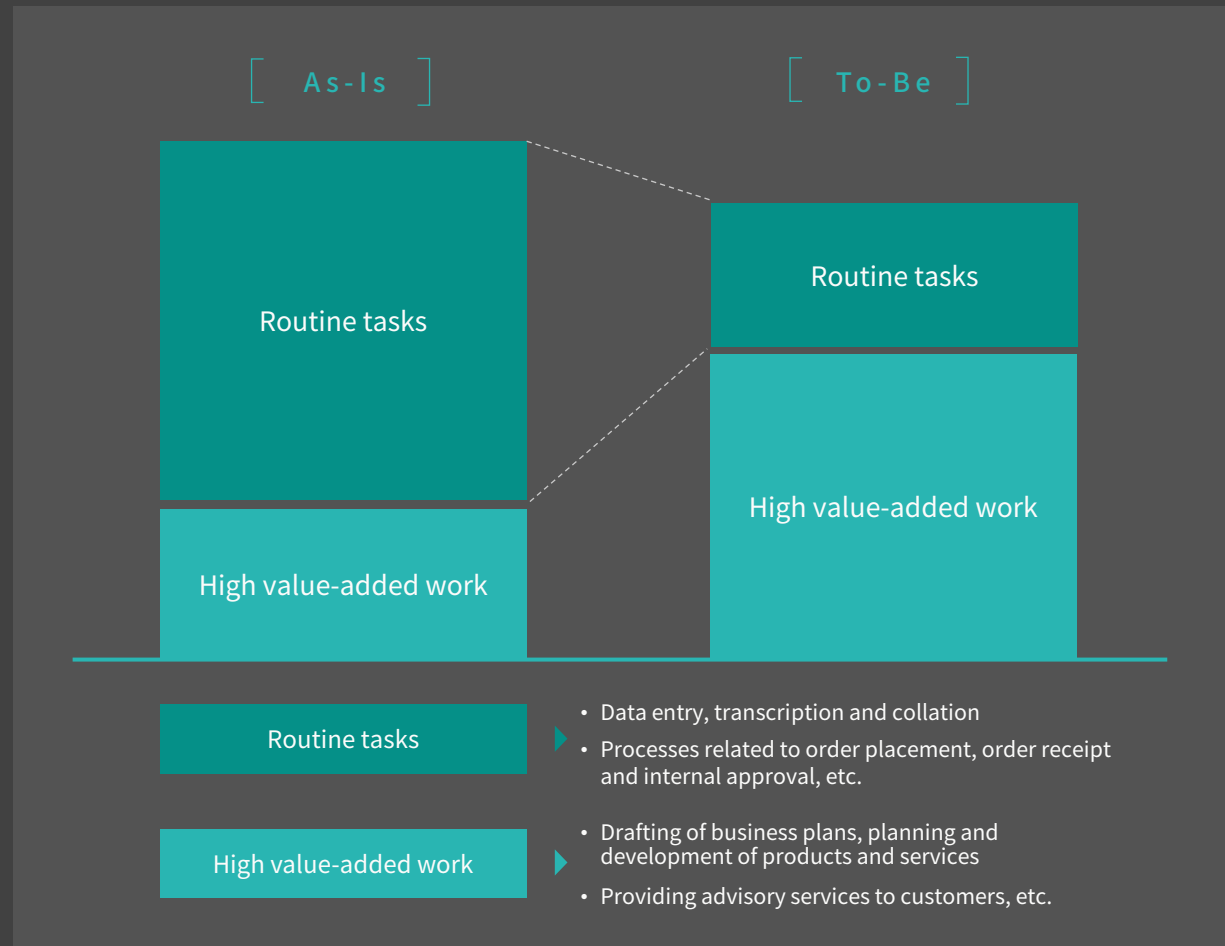 As-Is
To-Be
Routine tasks
Routine tasks
High value-added work
High value-added work
Routine tasks
• Data entry, transcription and collation
• Processes related to order placement, order receipt
and internal approval, etc.
High value-added work
• Drafting of business plans, planning and
development of products and services
• Providing advisory services to customers, etc.